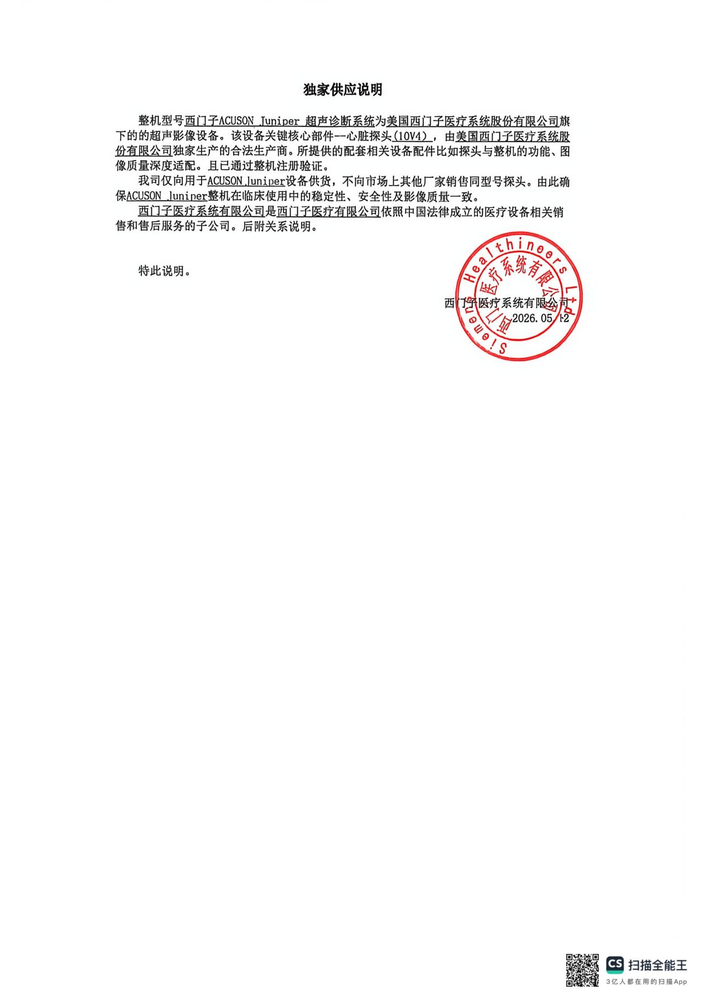 独家供应说明
整机型号西门子ACUSON Juniper 超声诊断系统为美国西门子医疗系统股份有限公司旗
下的的超声影像设备。该设备关键核心部件--心脏探头(10V4)，由美国西门子医疗系统股
份有限公司独家生产的合法生产商。所提供的配套相关设备配件比如探头与整机的功能、图
像质量深度适配。且已通过整机注册验证。
我司仅向用于ACUSON Juniper设备供货，不向市场上其他厂家销售同型号探头。由此确
保ACUSON Juniper整机在临床使用中的稳定性、安全性及影像质量一致。
西门子医疗系统有限公司是西门子医疗有限公司依照中国法律成立的医疗设备相关销
售和售后服务的子公司。后附关系说明。
特此说明。
西门子医疗系统有限公司
2026.05.12
Siemens Healthineers Ltd
西门子医疗系统有限公司
CS 扫描全能王
3亿人都在用的扫描App